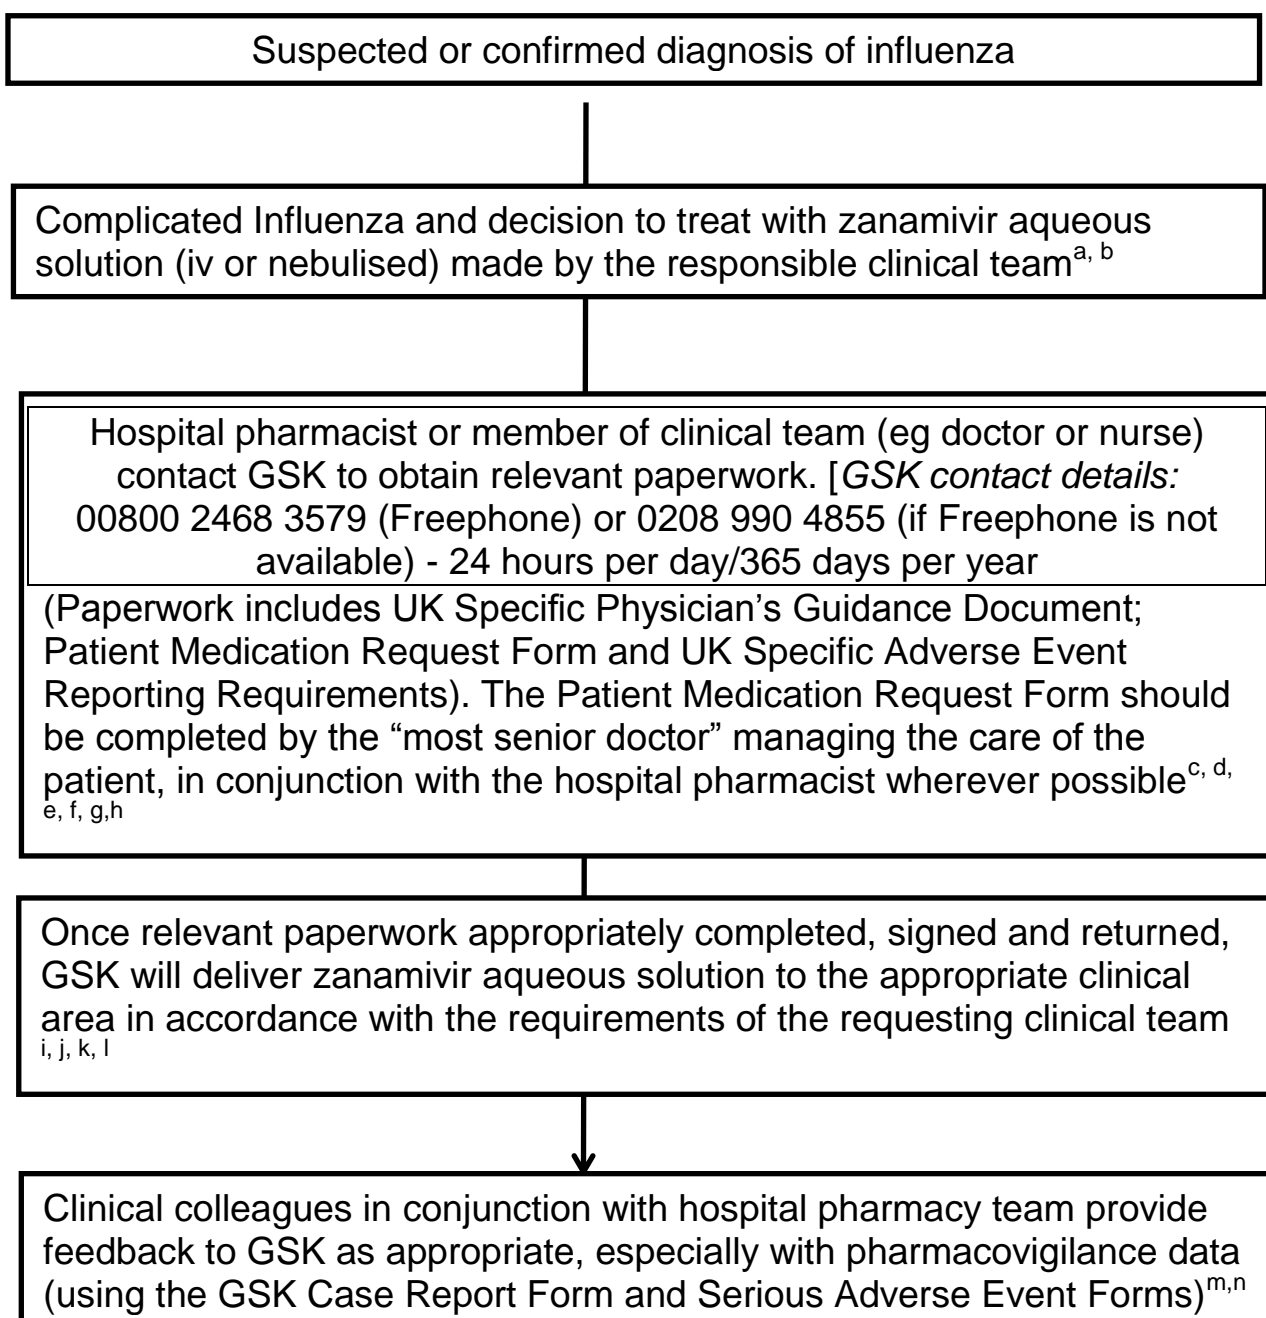 Suspected or confirmed diagnosis of influenza
Complicated Influenza and decision to treat with zanamivir aqueous
solution (iv or nebulised) made by the responsible clinical team a, b
Hospital pharmacist or member of clinical team (eg doctor or nurse)
contact GSK to obtain relevant paperwork. [GSK contact details:
00800 2468 3579 (Freephone) or 0208 990 4855 (if Freephone is not
available) - 24 hours per day/365 days per year
(Paperwork includes UK Specific Physician’s Guidance Document;
Patient Medication Request Form and UK Specific Adverse Event
Reporting Requirements). The Patient Medication Request Form should
be completed by the “most senior doctor” managing the care of the
patient, in conjunction with the hospital pharmacist wherever possible c, d,
e, f, g,h
Once relevant paperwork appropriately completed, signed and returned,
GSK will deliver zanamivir aqueous solution to the appropriate clinical
area in accordance with the requirements of the requesting clinical team
i, j, k, l
Clinical colleagues in conjunction with hospital pharmacy team provide
feedback to GSK as appropriate, especially with pharmacovigilance data
(using the GSK Case Report Form and Serious Adverse Event Forms) m,n